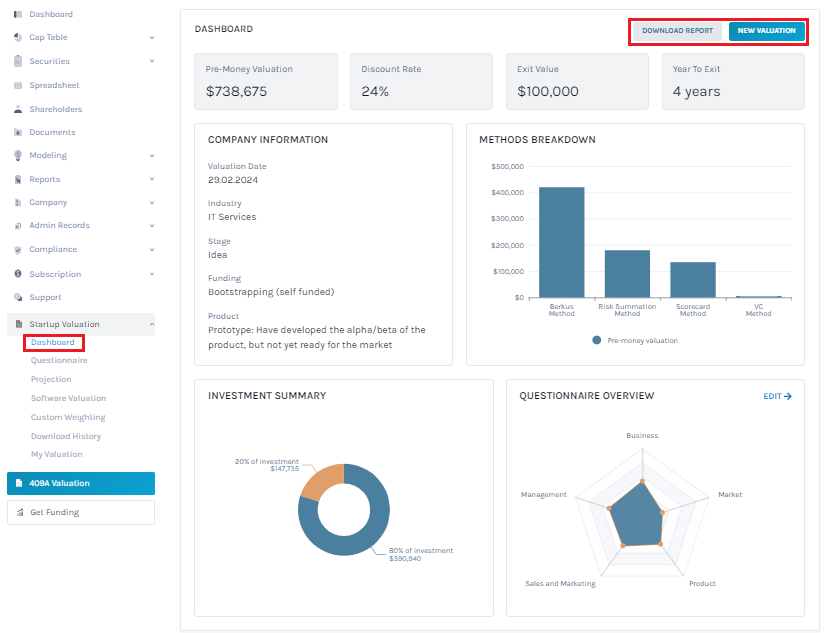 Dashboard
Cap Table
Securities
Spreadsheet
Shareholders
Documents
Modeling
Reports
Company
Admin Records
Compliance
Subscription
Support
Startup Valuation
Dashboard
Questionnaire
Projection
Software Valuation
Custom Weighting
Download History
My Valuation
409A Valuation
Get Funding
DASHBOARD
DOWNLOAD REPORT
NEW VALUATION
Pre-Money Valuation
$738,675
Discount Rate
24%
Exit Value
$100,000
Year To Exit
4 years
COMPANY INFORMATION
Valuation Date
29.02.2024
Industry
IT Services
Stage
Idea
Funding
Bootstrapping (self funded)
Product
Prototype: Have developed the alpha/beta of the
product, but not yet ready for the market
METHODS BREAKDOWN
$500,000
$400,000
$300,000
$200,000
$100,000
$0
Berkus
Method
Risk Summation
Method
Scorecard
Method
VC
Method
Pre-money valuation
INVESTMENT SUMMARY
20% of investment
$147,735
80% of investment
$590,940
QUESTIONNAIRE OVERVIEW
EDIT
Business
Market
Product
Sales and Marketing
Management